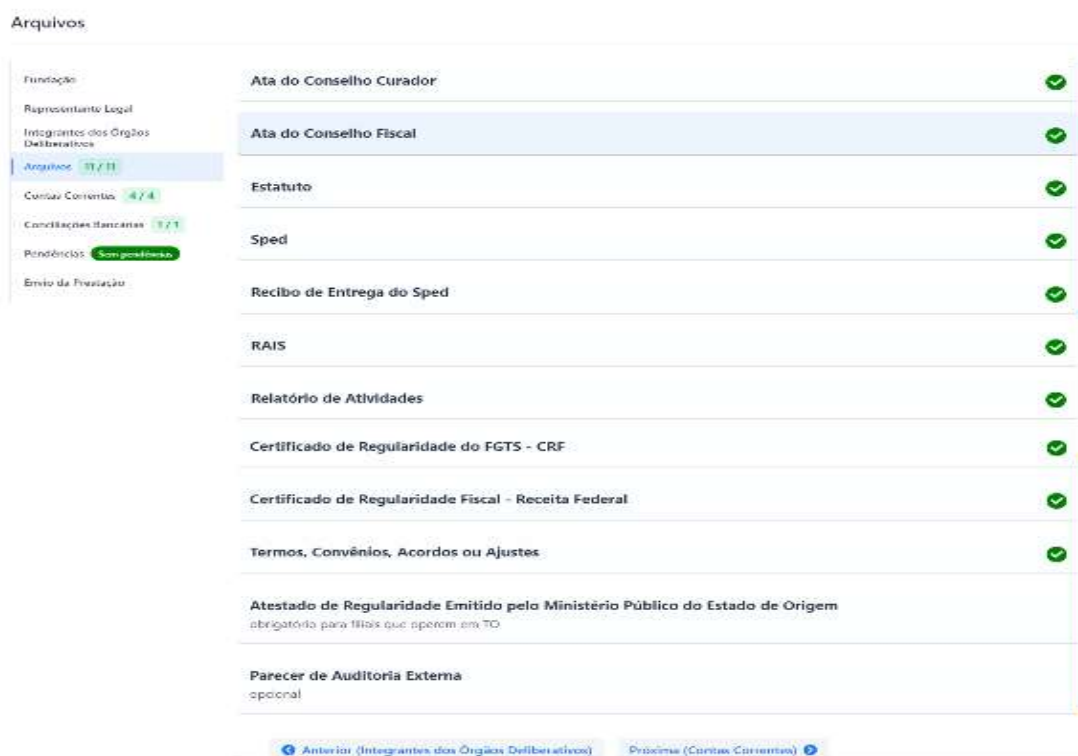 Arquivos
Fundação
Representante Legal
Integrantes dos Órgãos
Deliberativos
Arquivos 11 / 11
Contas Correntes 4 / 4
Conciliações Bancárias 1 / 1
Pendências Sem pendências
Envio da Prestação
Ata do Conselho Curador
Ata do Conselho Fiscal
Estatuto
Sped
Recibo de Entrega do Sped
RAIS
Relatório de Atividades
Certificado de Regularidade do FGTS - CRF
Certificado de Regularidade Fiscal - Receita Federal
Termos, Convênios, Acordos ou Ajustes
Atestado de Regularidade Emitido pelo Ministério Público do Estado de Origem
obrigatório para filiais que operem em TO
Parecer de Auditoria Externa
opcional
Anterior (Integrantes dos Órgãos Deliberativos)
Próxima (Contas Correntes)